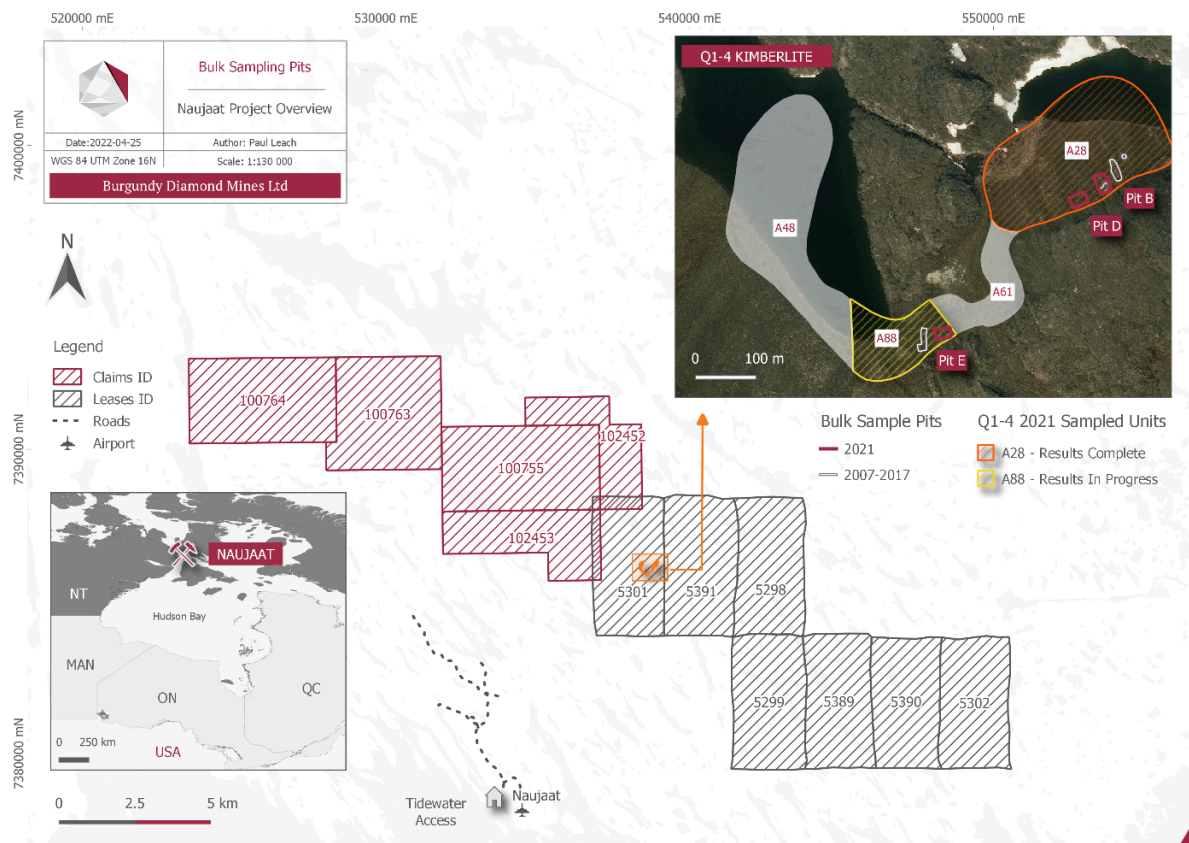 520000 mE
530000 mE
540000 mE
550000 mE
7400000 mN
7390000 mN
7380000 mN
Bulk Sampling Pits
Naujaat Project Overview
Date:2022-04-25
Author: Paul Leach
WGS 84 UTM Zone 16N
Scale: 1:130 000
Burgundy Diamond Mines Ltd
N
Legend
Claims ID
Leases ID
Roads
Airport
Q1-4 KIMBERLITE
A28
Pit B
Pit D
A48
A61
A88
Pit E
0 100 m
Bulk Sample Pits
2021
2007-2017
Q1-4 2021 Sampled Units
A28 - Results Complete
A88 - Results In Progress
100764
100763
102452
100755
102453
5301
5391
5298
5299
5389
5390
5302
NAUJAAT
NT
Hudson Bay
MAN
ON
QC
USA
0 250 km
0 2.5 5 km
Tidewater
Access
Naujaat